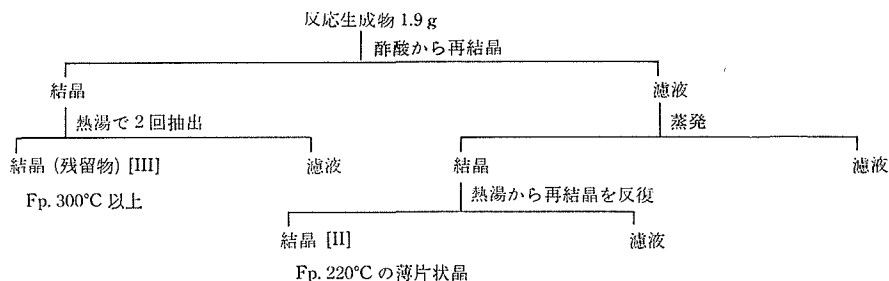 反応生成物 1.9 g
酢酸から再結晶
結晶
濾液
熱湯で 2 回抽出
蒸発
結晶 (残留物) [III]
濾液
結晶
濾液
Fp. 300°C 以上
熱湯から再結晶を反復
結晶 [II]
濾液
Fp. 220°C の薄片状晶